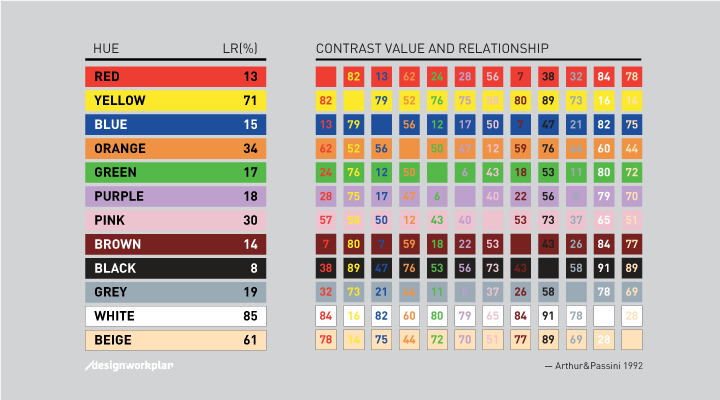 HUE LR(%) CONTRAST VALUE AND RELATIONSHIP
RED 13 82 13 62 24 28 56 7 38 32 84 78
YELLOW 71 82 79 52 76 75 58 80 89 73 16 14
BLUE 15 13 79 56 12 17 50 7 47 21 82 75
ORANGE 34 62 52 56 50 47 12 59 76 44 60 44
GREEN 17 24 76 12 50 6 43 18 53 11 80 72
PURPLE 18 28 75 17 47 6 40 22 56 79 70
PINK 30 57 58 50 12 43 40 53 73 37 65 51
BROWN 14 7 80 7 59 18 22 53 43 26 84 77
BLACK 8 38 89 47 76 53 56 73 43 58 91 89
GREY 19 32 73 21 44 11 37 26 58 78 69
WHITE 85 84 16 82 60 80 79 65 84 91 78 28
BEIGE 61 78 14 75 44 72 70 51 77 89 69 28
designworkplan — Arthur&Passini 1992